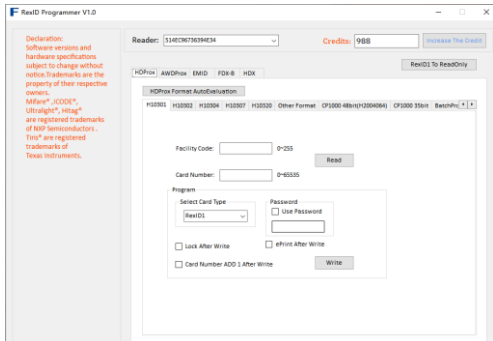 RexID Programmer V1.0
Declaration:
Software versions and
hardware.specifications
subject to change without
notice.Trademarks are the
property of their respective
owners.
Mifare® ,ICODE®,
Ultralight®, Hitag®
are registered trademarks
of NXP Semiconductors .
Tiris® are registered
trademarks of
Texas Instruments.
Reader: S14EC96736394E34
Credits: 988
Increase The Credit
RexID1 To ReadOnly
HDProx AWDProx EMID FDX-B HDX
HDProx Format AutoEvaluation
H10301 H10302 H10304 H10307 H10320 Other Format CP1000 48bit(H2004064) CP1000 35bit BatchPrc
Facility Code: 0~255
Read
Card Number: 0~65535
Program
Select Card Type
RexID1
Password
Use Password
Lock After Write
ePrint After Write
Card Number ADD 1 After Write
Write